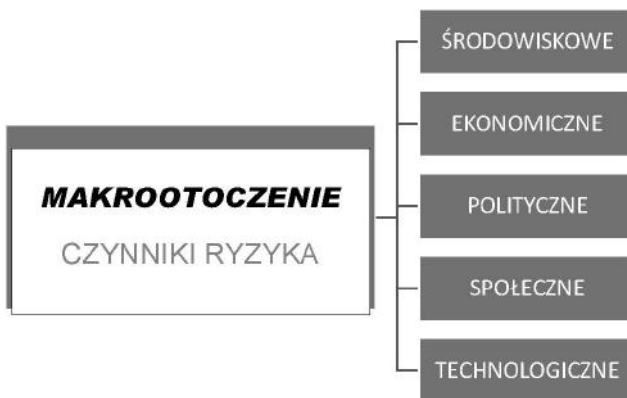 MAKROOTOCZENIE
CZYNNIKI RYZYKA
ŚRODOWISKOWE
EKONOMICZNE
POLITYCZNE
SPOŁECZNE
TECHNOLOGICZNE